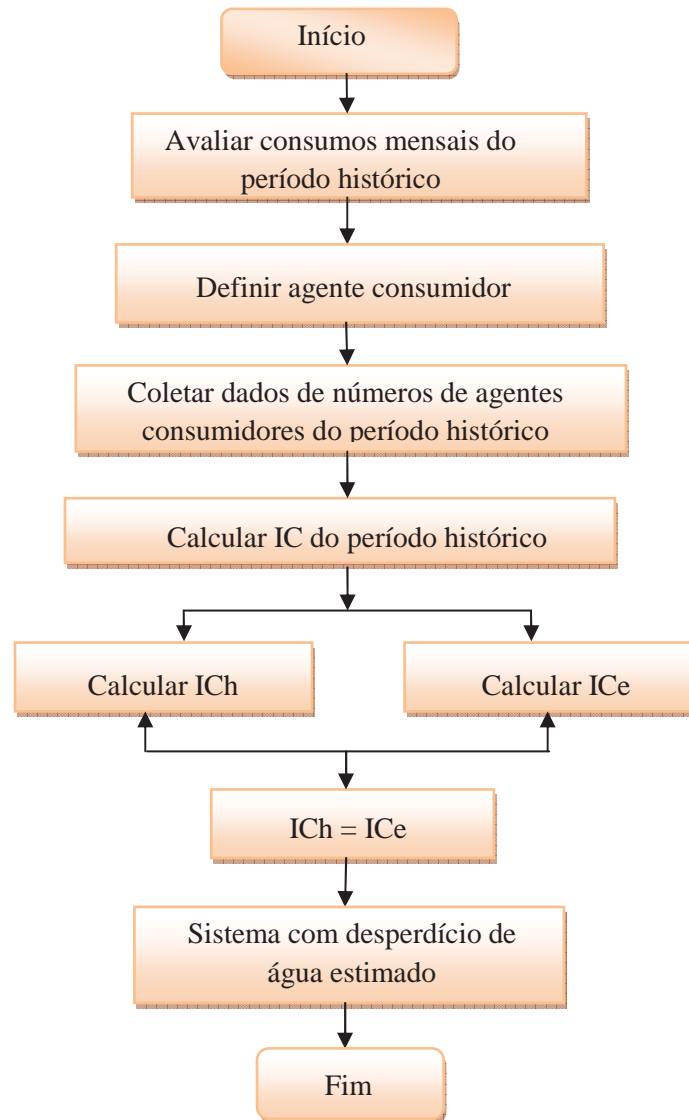 Início
Avaliar consumos mensais do
período histórico
Definir agente consumidor
Coletar dados de números de agentes
consumidores do período histórico
Calcular IC do período histórico
Calcular ICh
Calcular ICe
ICh = ICe
Sistema com desperdício de
água estimado
Fim